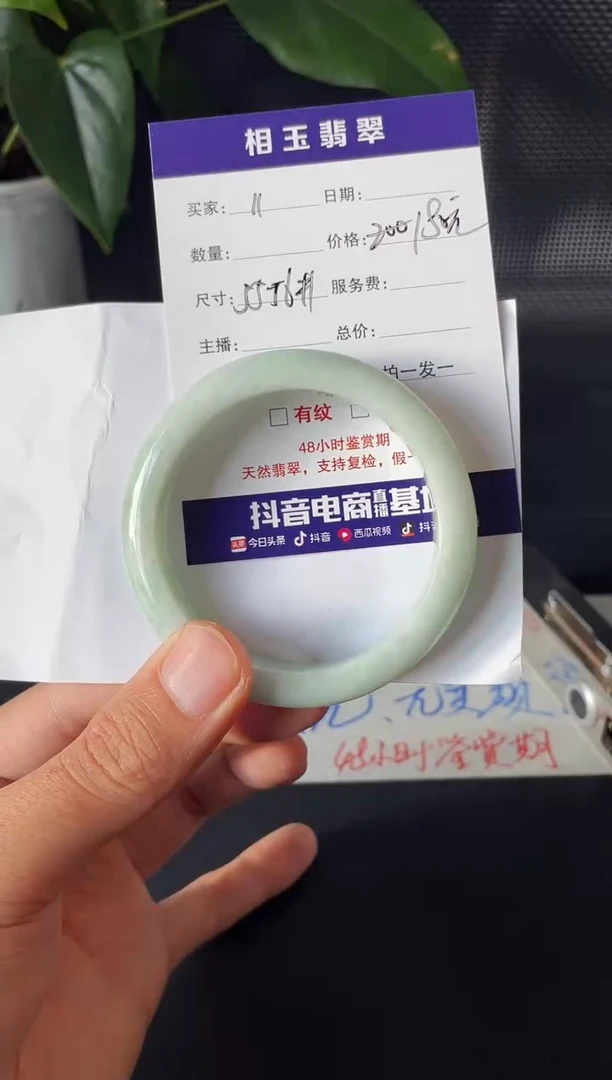 相玉翡翠
买家: 11 日期:
数量: 价格:
尺寸: 服务费:
主播: 总价:
拍一发一
有纹
48小时鉴赏期
天然翡翠，支持复检，假一
抖音电商直播基
今日头条 抖音 西瓜视频 抖
48小时鉴赏期